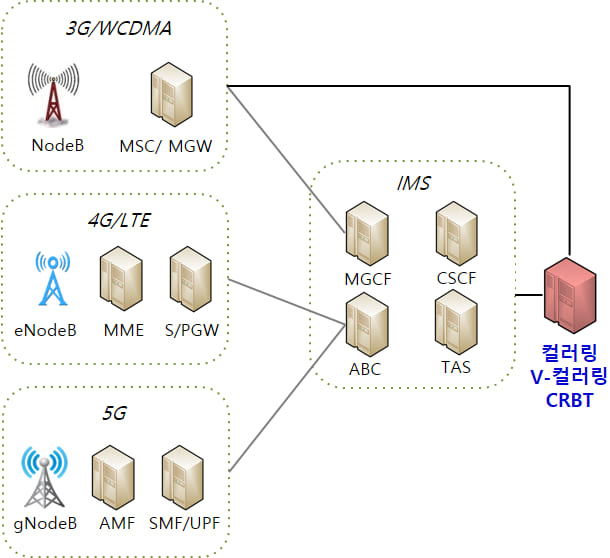 3G/WCDMA
NodeB
MSC/ MGW
4G/LTE
eNodeB
MME
S/PGW
5G
gNodeB
AMF
SMF/UPF
IMS
MGCF
CSCF
ABC
TAS
컬러링
V-컬러링
CRBT